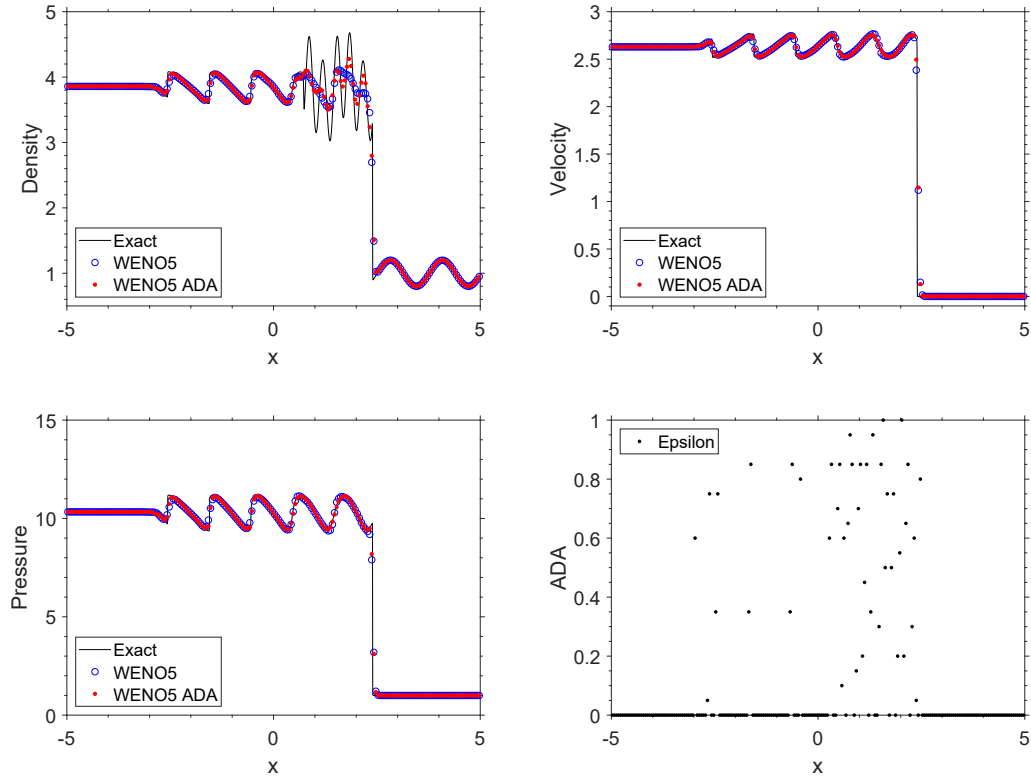 5
4
3
2
1
Density
Exact
WENO5
WENO5 ADA
-5 0 5
x
3
2.5
2
1.5
1
0.5
0
Velocity
Exact
WENO5
WENO5 ADA
-5 0 5
x
15
10
5
0
Pressure
Exact
WENO5
WENO5 ADA
-5 0 5
x
1
0.8
0.6
0.4
0.2
0
ADA
Epsilon
-5 0 5
x